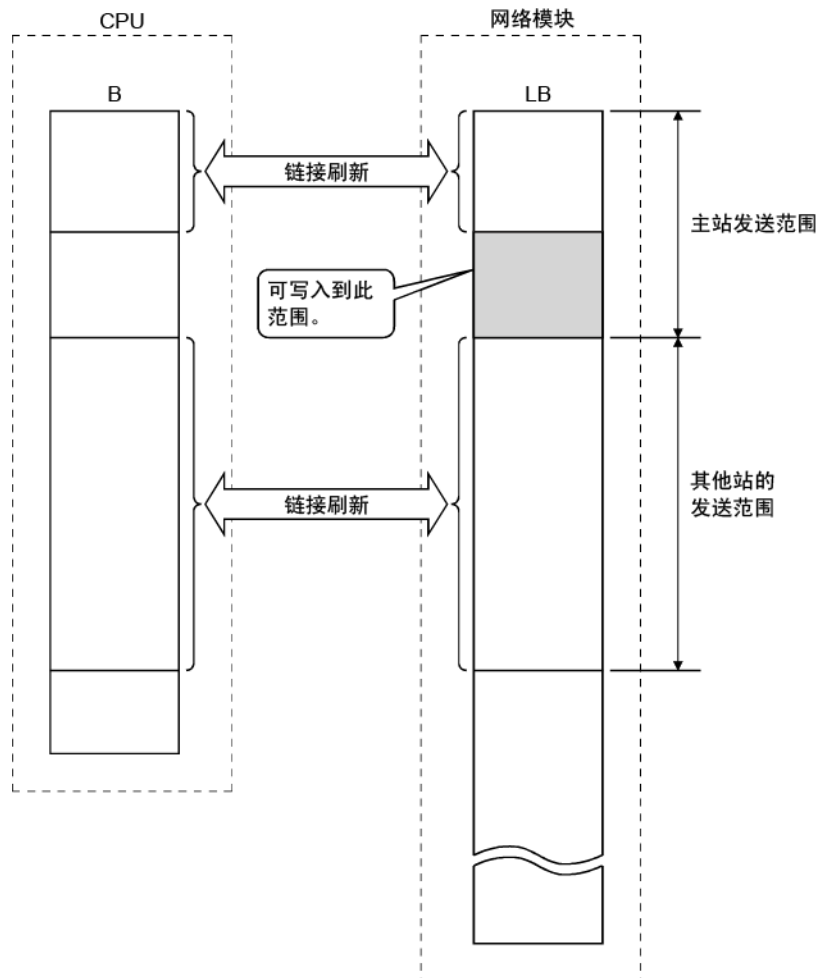 CPU
网络模块
B
LB
链接刷新
主站发送范围
可写入到此
范围。
链接刷新
其他站的
发送范围